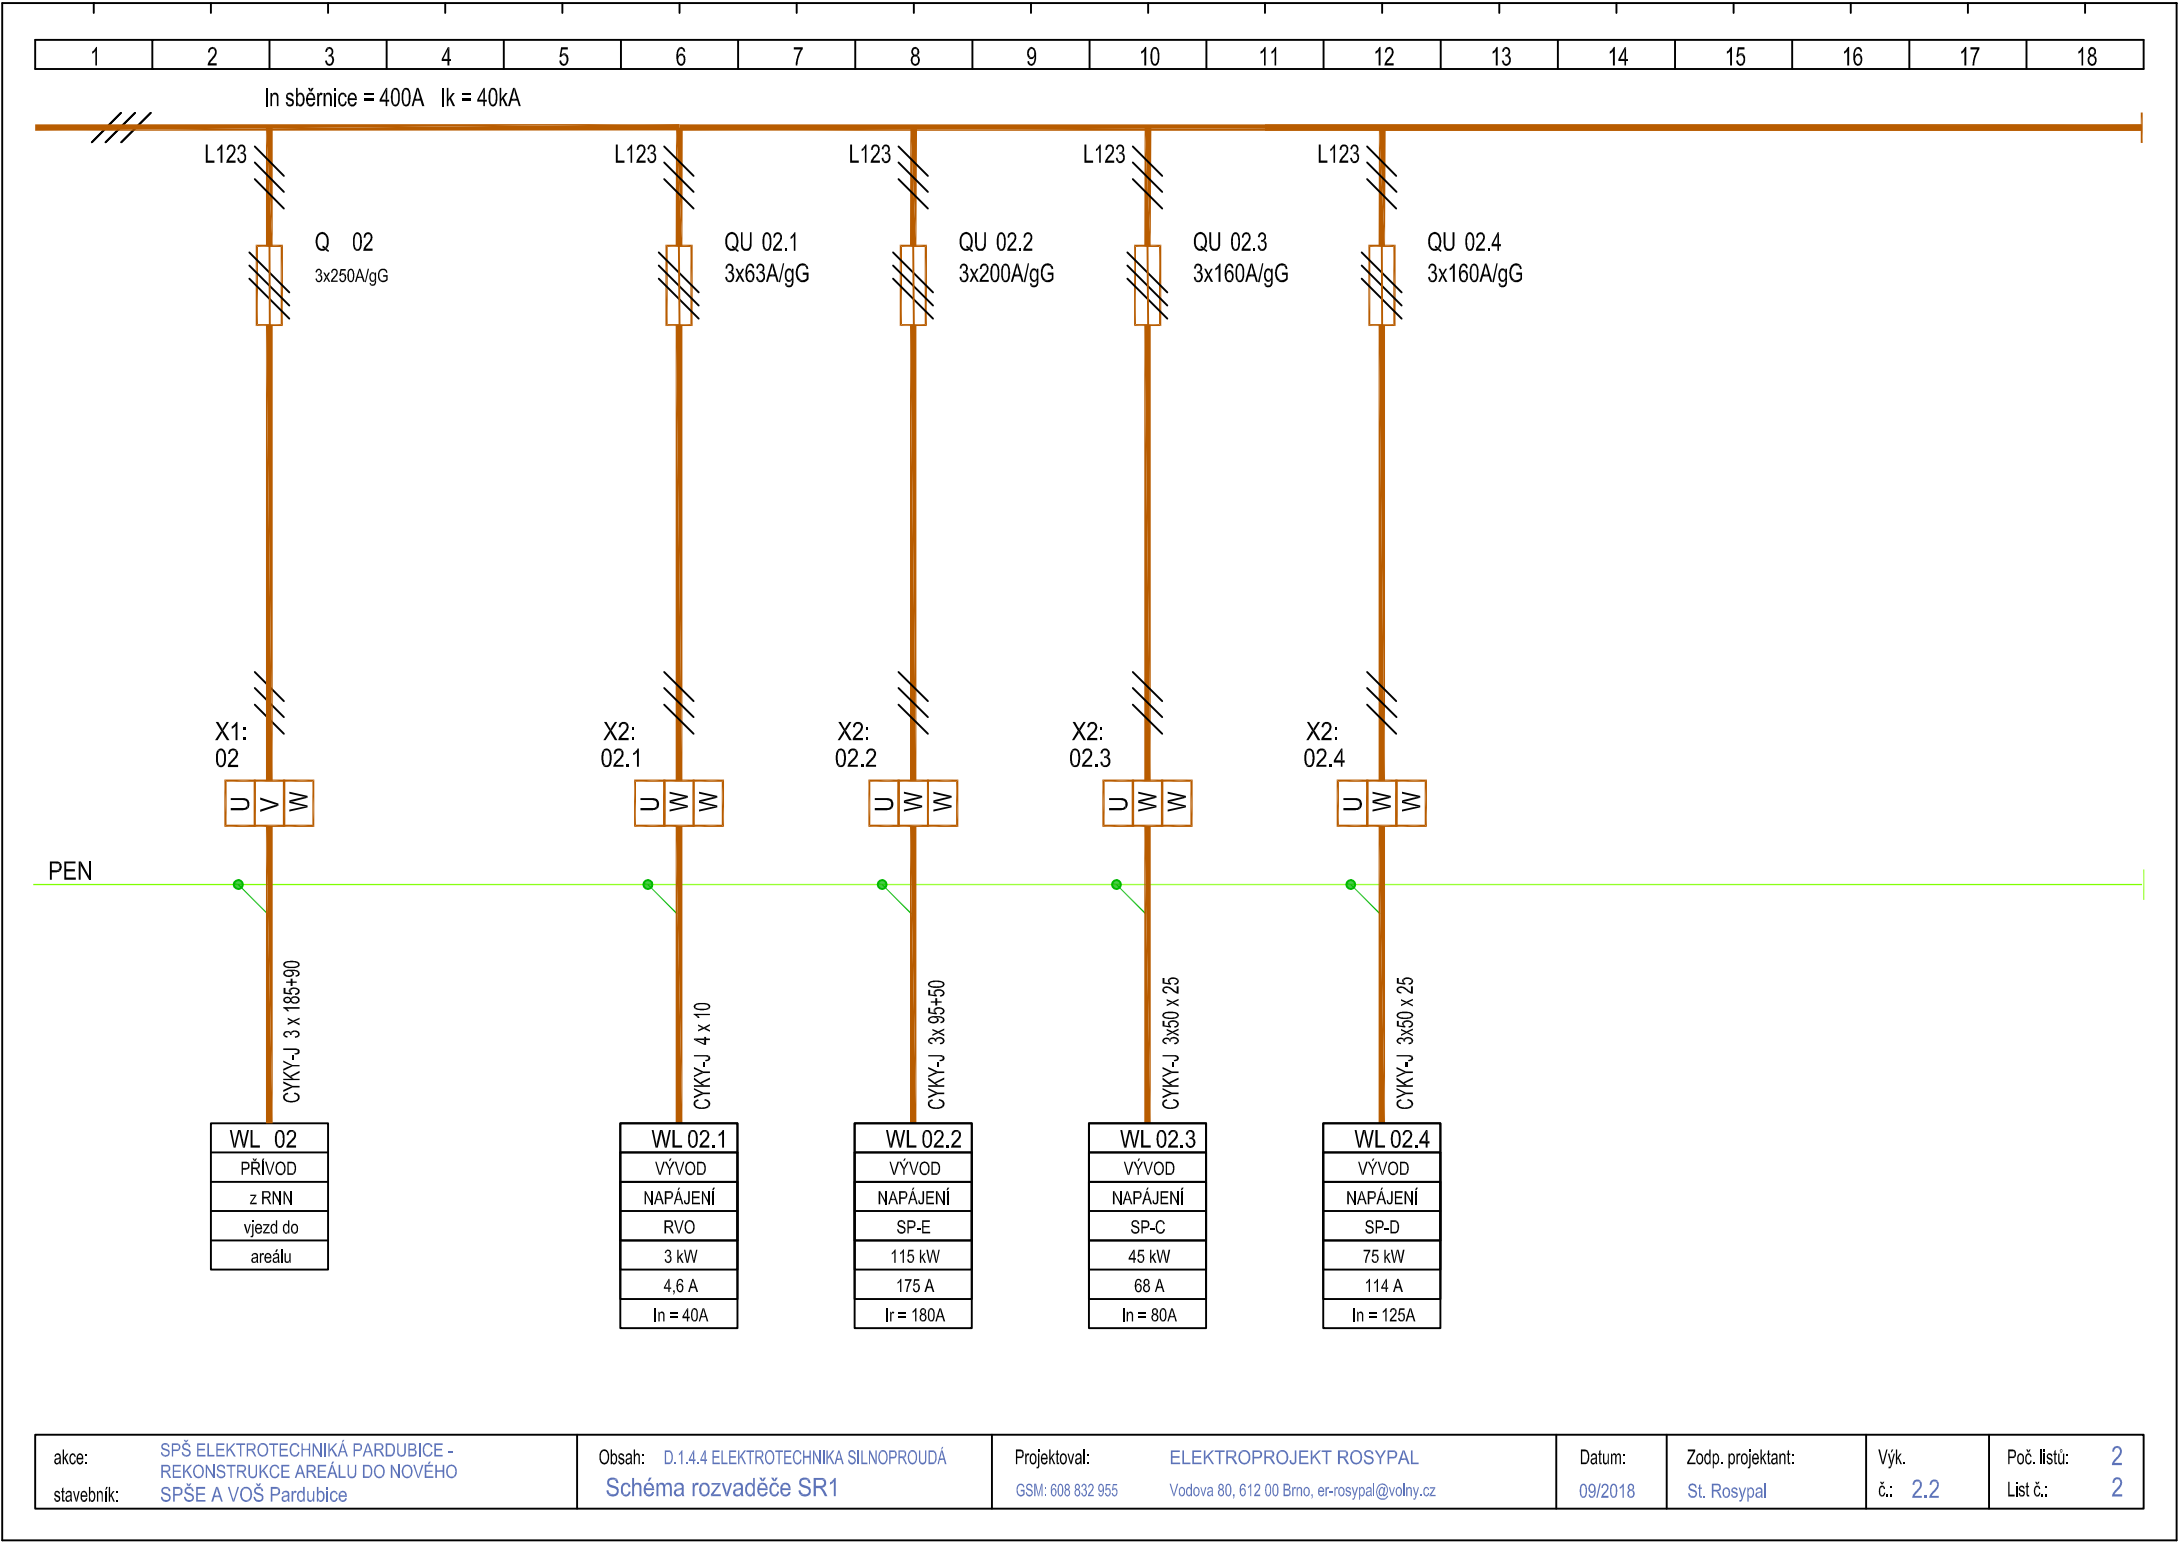 1 2 3 4 5 6 7 8 9 10 11 12 13 14 15 16 17 18
In sběrnice = 400A Ik = 40kA
L123 L123 L123 L123 L123
Q 02
3x250A/gG
QU 02.1
3x63A/gG
QU 02.2
3x200A/gG
QU 02.3
3x160A/gG
QU 02.4
3x160A/gG
X1:
02
X2:
02.1
X2:
02.2
X2:
02.3
X2:
02.4
U V W
U W W
U W W
U W W
U W W
PEN
CYKY-J 3 x 185+90
CYKY-J 4 x 10
CYKY-J 3x 95+50
CYKY-J 3x50 x 25
CYKY-J 3x50 x 25
WL 02
PŘÍVOD
z RNN
vjezd do
areálu
WL 02.1
VÝVOD
NAPÁJENÍ
RVO
3 kW
4,6 A
In = 40A
WL 02.2
VÝVOD
NAPÁJENÍ
SP-E
115 kW
175 A
Ir = 180A
WL 02.3
VÝVOD
NAPÁJENÍ
SP-C
45 kW
68 A
In = 80A
WL 02.4
VÝVOD
NAPÁJENÍ
SP-D
75 kW
114 A
In = 125A
akce: SPŠ ELEKTROTECHNIKÁ PARDUBICE -
REKONSTRUKCE AREÁLU DO NOVÉHO
stavebník: SPŠE A VOŠ Pardubice
Obsah: D.1.4.4 ELEKTROTECHNIKA SILNOPROUDÁ
Schéma rozvaděče SR1
Projektoval: ELEKTROPROJEKT ROSYPAL
GSM: 608 832 955 Vodova 80, 612 00 Brno, er-rosypal@volny.cz
Datum:
09/2018
Zodp. projektant:
St. Rosypal
Výk.
č.: 2.2
Poč. listů: 2
List č.: 2